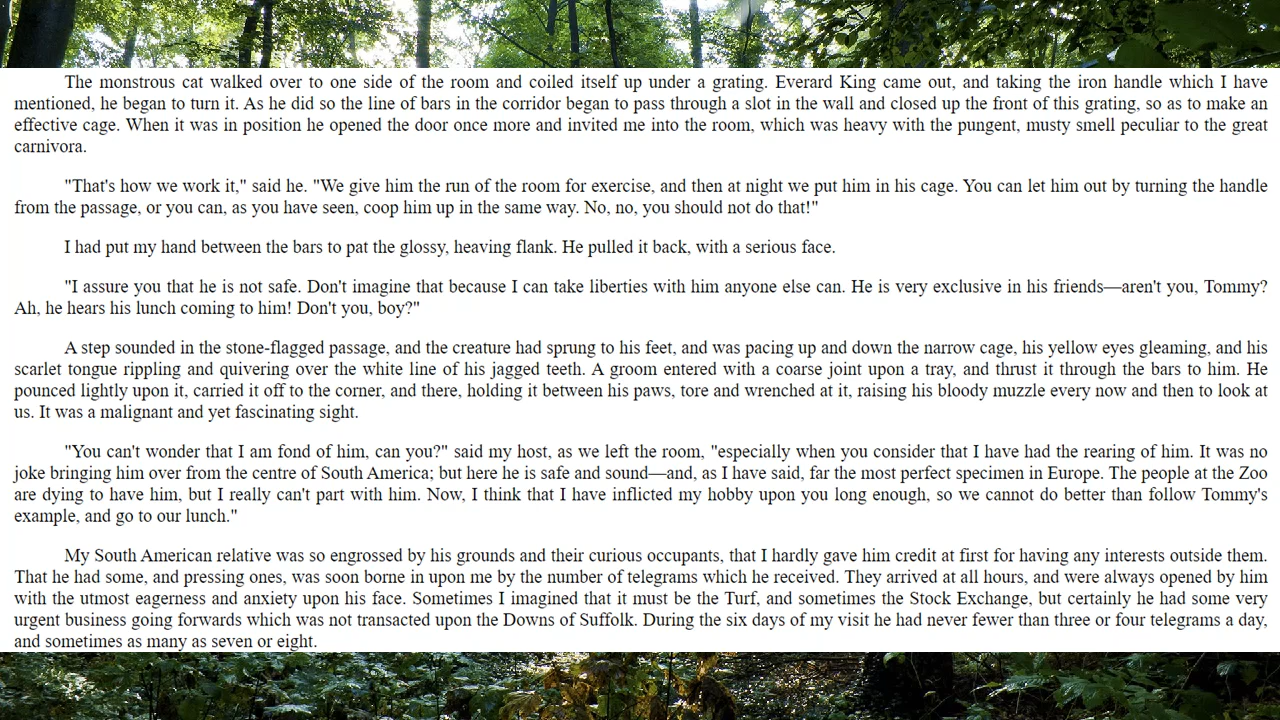 The monstrous cat walked over to one side of the room and coiled itself up under a grating. Everard King came out, and taking the iron handle which I have
mentioned, he began to turn it. As he did so the line of bars in the corridor began to pass through a slot in the wall and closed up the front of this grating, so as to make an
effective cage. When it was in position he opened the door once more and invited me into the room, which was heavy with the pungent, musty smell peculiar to the great
carnivora.
"That's how we work it," said he. "We give him the run of the room for exercise, and then at night we put him in his cage. You can let him out by turning the handle
from the passage, or you can, as you have seen, coop him up in the same way. No, no, you should not do that!"
I had put my hand between the bars to pat the glossy, heaving flank. He pulled it back, with a serious face.
"I assure you that he is not safe. Don't imagine that because I can take liberties with him anyone else can. He is very exclusive in his friends—aren't you, Tommy?
Ah, he hears his lunch coming to him! Don't you, boy?"
A step sounded in the stone-flagged passage, and the creature had sprung to his feet, and was pacing up and down the narrow cage, his yellow eyes gleaming, and his
scarlet tongue rippling and quivering over the white line of his jagged teeth. A groom entered with a coarse joint upon a tray, and thrust it through the bars to him. He
pounced lightly upon it, carried it off to the corner, and there, holding it between his paws, tore and wrenched at it, raising his bloody muzzle every now and then to look at
us. It was a malignant and yet fascinating sight.
"You can't wonder that I am fond of him, can you?" said my host, as we left the room, "especially when you consider that I have had the rearing of him. It was no
joke bringing him over from the centre of South America; but here he is safe and sound—and, as I have said, far the most perfect specimen in Europe. The people at the Zoo
are dying to have him, but I really can't part with him. Now, I think that I have inflicted my hobby upon you long enough, so we cannot do better than follow Tommy's
example, and go to our lunch."
My South American relative was so engrossed by his grounds and their curious occupants, that I hardly gave him credit at first for having any interests outside them.
That he had some, and pressing ones, was soon borne in upon me by the number of telegrams which he received. They arrived at all hours, and were always opened by him
with the utmost eagerness and anxiety upon his face. Sometimes I imagined that it must be the Turf, and sometimes the Stock Exchange, but certainly he had some very
urgent business going forwards which was not transacted upon the Downs of Suffolk. During the six days of my visit he had never fewer than three or four telegrams a day,
and sometimes as many as seven or eight.